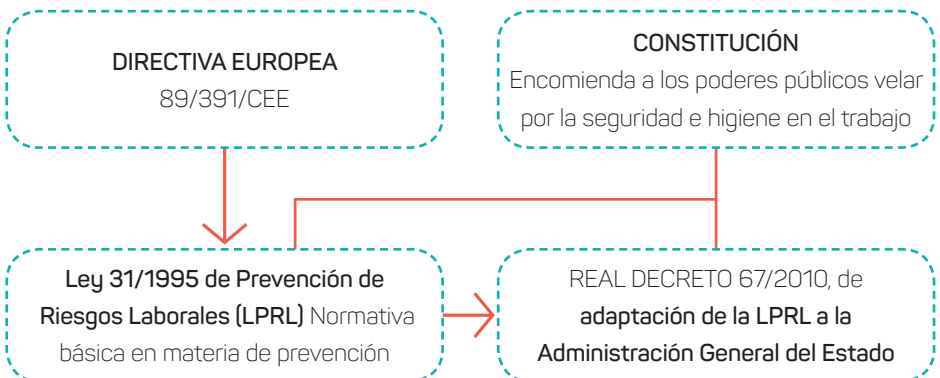 DIRECTIVA EUROPEA
89/391/CEE
CONSTITUCIÓN
Encomienda a los poderes públicos velar
por la seguridad e higiene en el trabajo
Ley 31/1995 de Prevención de
Riesgos Laborales (LPRL) Normativa
básica en materia de prevención
REAL DECRETO 67/2010, de
adaptación de la LPRL a la
Administración General del Estado